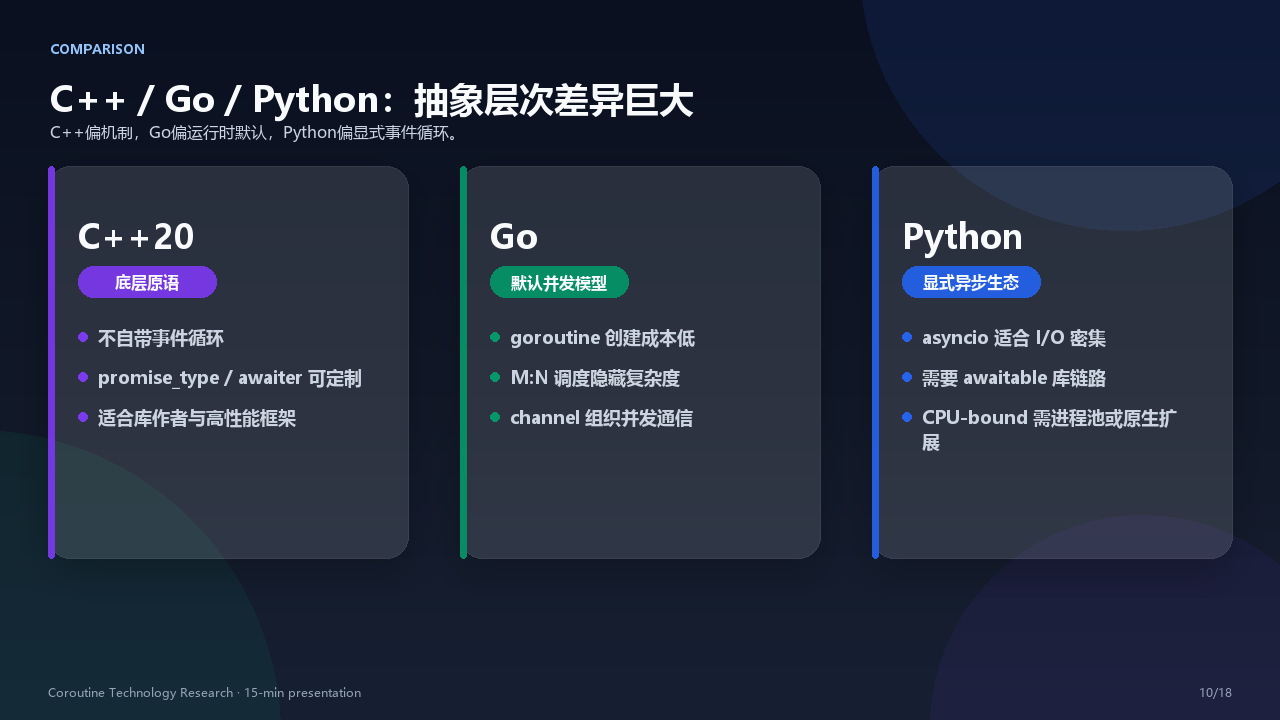 COMPARISON
C++ / Go / Python：抽象层次差异巨大
C++偏机制，Go偏运行时默认，Python偏显式事件循环。
C++20
底层原语
不自带事件循环
promise_type / awaiter 可定制
适合库作者与高性能框架
Go
默认并发模型
goroutine 创建成本低
M:N 调度隐藏复杂度
channel 组织并发通信
Python
显式异步生态
asyncio 适合 I/O 密集
需要 awaitable 库链路
CPU-bound 需进程池或原生扩
展
Coroutine Technology Research · 15-min presentation
10/18